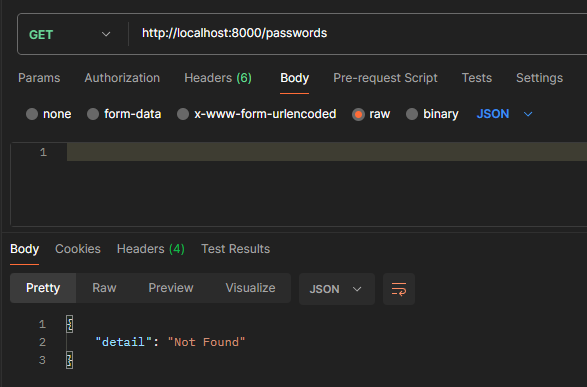 GET http://localhost:8000/passwords
Params Authorization Headers (6) Body Pre-request Script Tests Settings
none form-data x-www-form-urlencoded raw binary JSON
1
Body Cookies Headers (4) Test Results
Pretty Raw Preview Visualize JSON
1 {
2 "detail": "Not Found"
3 }